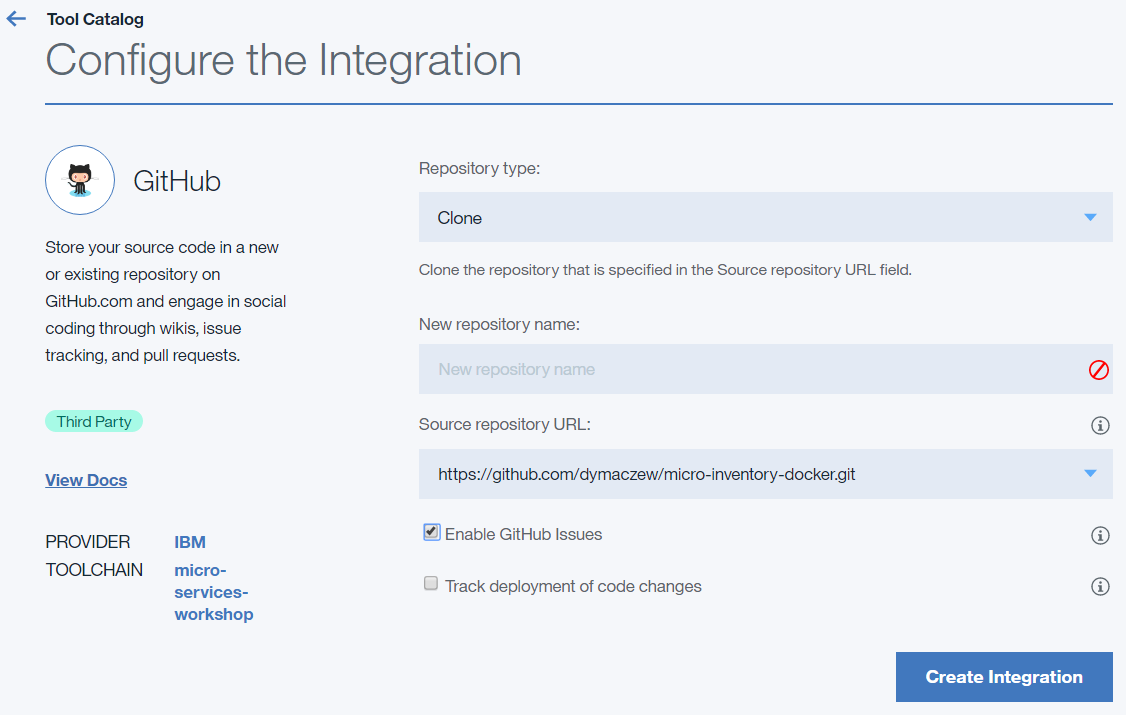 Tool Catalog
Configure the Integration
GitHub
Store your source code in a new
or existing repository on
GitHub.com and engage in social
coding through wikis, issue
tracking, and pull requests.
Third Party
View Docs
PROVIDER IBM
TOOLCHAIN micro-
services-
workshop
Repository type:
Clone
Clone the repository that is specified in the Source repository URL field.
New repository name:
New repository name
Source repository URL:
https://github.com/dymaczew/micro-inventory-docker.git
Enable GitHub Issues
Track deployment of code changes
Create Integration